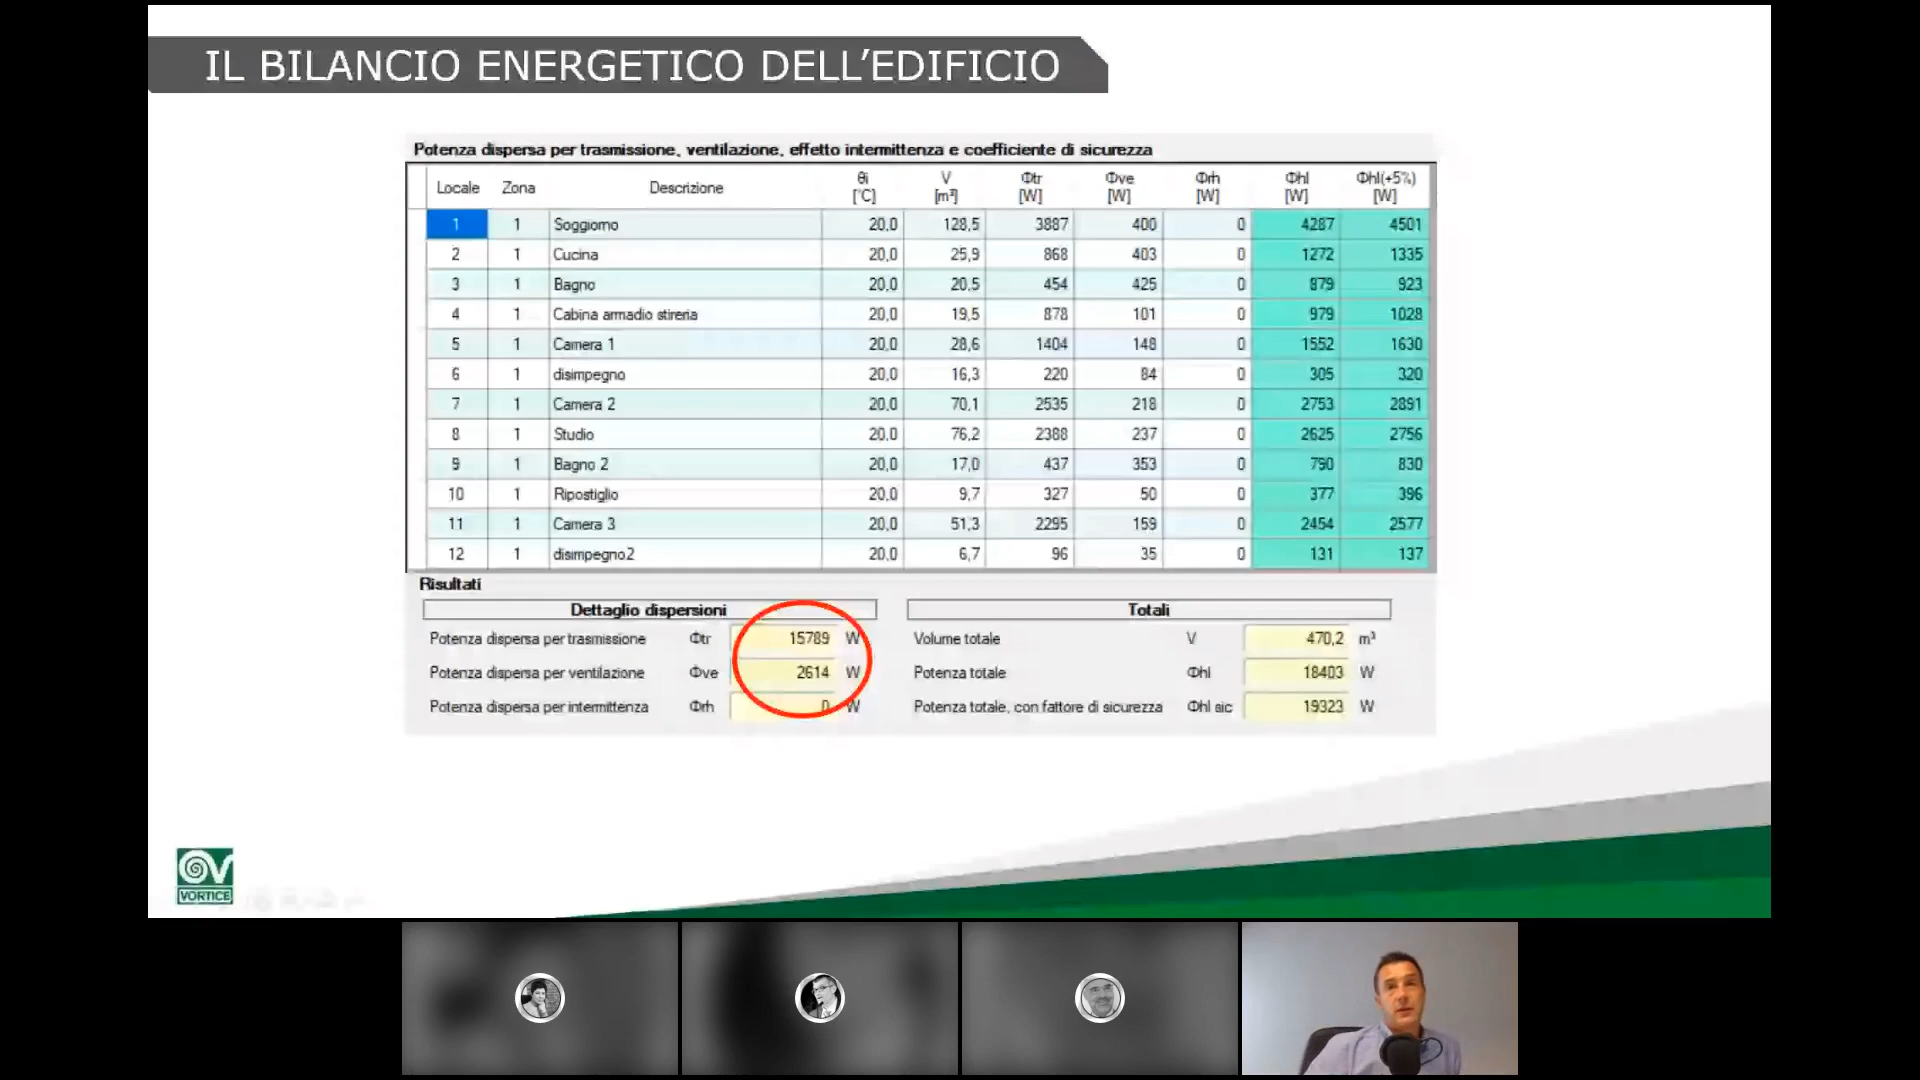 IL BILANCIO ENERGETICO DELL'EDIFICIO
Potenza dispersa per trasmissione, ventilazione, effetto intermittenza e coefficiente di sicurezza
Locale Zona Descrizione θi [°C] V [m³] Φtr [W] Φve [W] Φrh [W] Φhl [W] Φhl(+5%) [W]
1 1 Soggiorno 20,0 128,5 3887 400 0 4287 4501
2 1 Cucina 20,0 25,9 868 403 0 1272 1335
3 1 Bagno 20,0 20,5 454 425 0 879 923
4 1 Cabina armadio stireria 20,0 19,5 878 101 0 979 1028
5 1 Camera 1 20,0 28,6 1404 148 0 1552 1630
6 1 disimpegno 20,0 16,3 220 84 0 305 320
7 1 Camera 2 20,0 70,1 2535 218 0 2753 2891
8 1 Studio 20,0 76,2 2388 237 0 2625 2756
9 1 Bagno 2 20,0 17,0 437 353 0 790 830
10 1 Ripostiglio 20,0 9,7 327 50 0 377 396
11 1 Camera 3 20,0 51,3 2295 159 0 2454 2577
12 1 disimpegno2 20,0 6,7 96 35 0 131 137
Risultati
Dettaglio dispersioni Totali
Potenza dispersa per trasmissione Φtr 15789 W Volume totale V 470,2 m³
Potenza dispersa per ventilazione Φve 2614 W Potenza totale Φhl 18403 W
Potenza dispersa per intermittenza Φrh 0 W Potenza totale, con fattore di sicurezza Φhl sic 19323 W
VORTICE